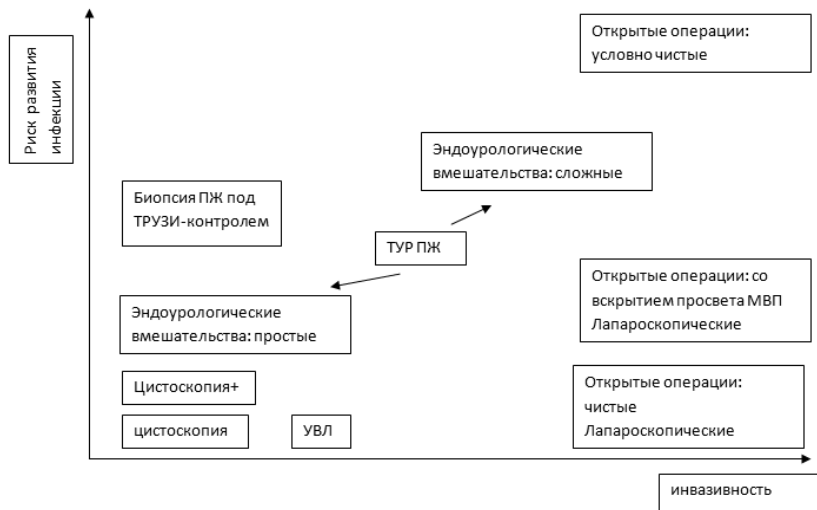 Риск развития
инфекции
Открытые операции:
условно чистые
Эндоурологические
вмешательства: сложные
Биопсия ПЖ под
ТРУЗИ-контролем
ТУР ПЖ
Открытые операции: со
вскрытием просвета МВП
Лапароскопические
Эндоурологические
вмешательства: простые
Цистоскопия+
Открытые операции:
чистые
Лапароскопические
цистоскопия
УВЛ
инвазивность